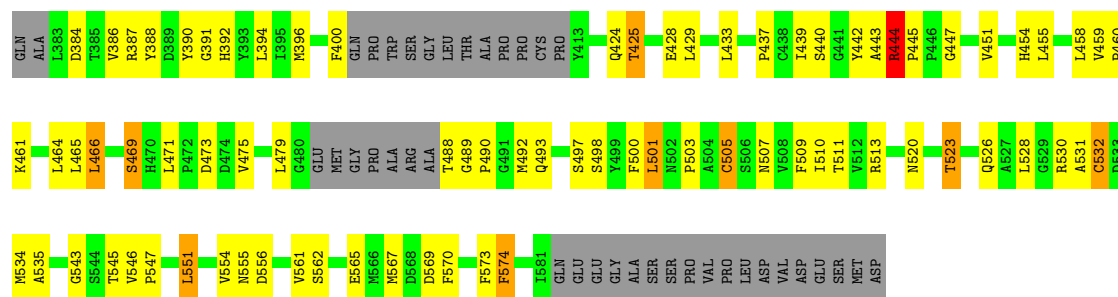 GLN ALA L383 D384 T385 V386 R387 Y388 D389 Y390 G391 H392 Y393 L394 I395 M396 F400 GLN PRO TRP SER GLY LEU THR ALA PRO PRO CYS PRO Y413 Q424 T425 E428 L429 L433 P437 C438 I439 S440 G441 Y442 A443 R444 P445 P446 G447 V451 H454 L455 L458 V459
K461 L464 L465 L466 S469 H470 L471 P472 D473 D474 V475 L479 G480 GLU MET GLY PRO ALA ARG ALA T488 G489 P490 G491 M492 Q493 S497 S498 Y499 F500 L501 N502 P503 A504 C505 S506 N507 V508 F509 I510 T511 V512 R513 N520 T523 Q526 A527 L528 G529 R530 A531 C532
M534 A535 G543 S544 T545 V546 P547 L551 V554 N555 D556 V561 S562 E565 M566 M567 D568 D569 F570 F573 F574 I581 GLN GLU GLU GLY ALA SER SER PRO VAL PRO LEU ASP VAL ASP GLU SER MET ASP